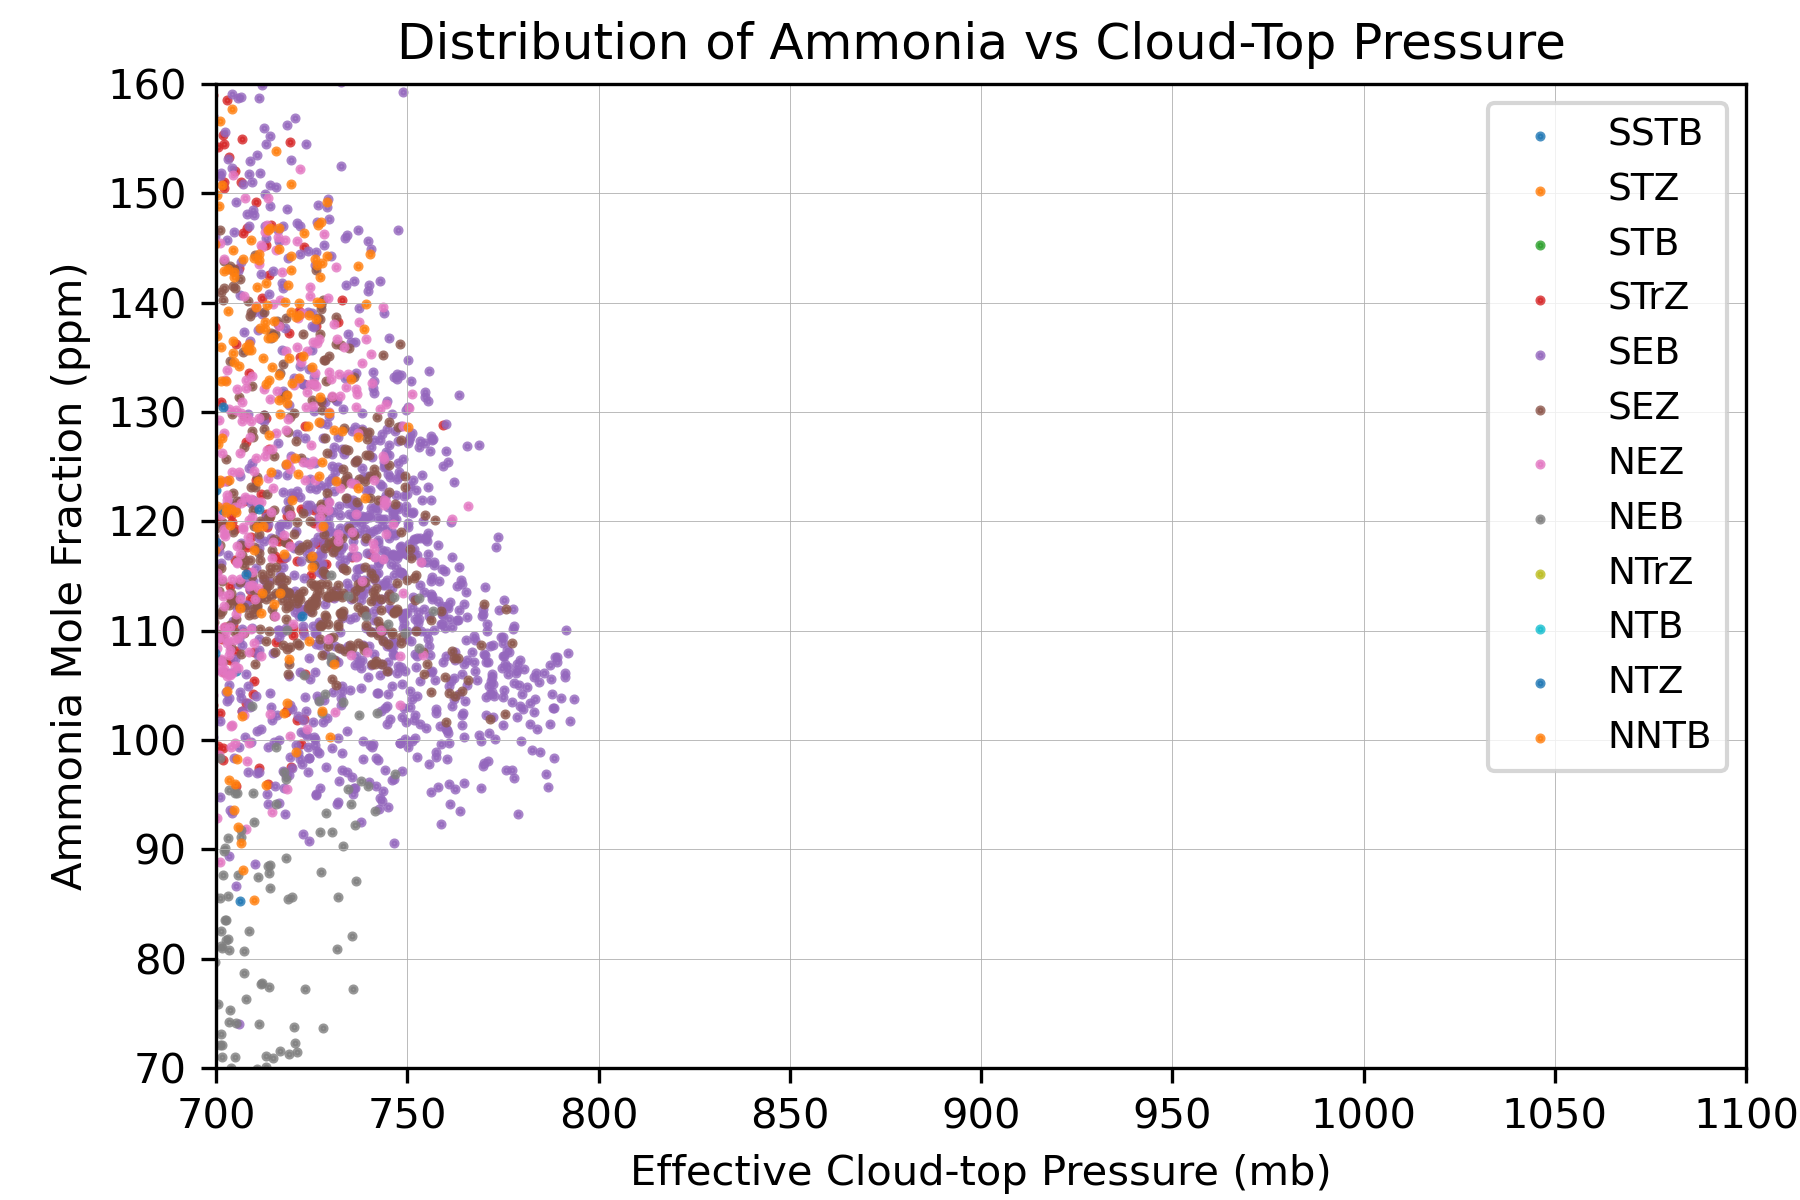 Distribution of Ammonia vs Cloud-Top Pressure
160
150
140
130
120
110
100
90
80
70
Ammonia Mole Fraction (ppm)
SSTB
STZ
STB
STrZ
SEB
SEZ
NEZ
NEB
NTrZ
NTB
NTZ
NNTB
700 750 800 850 900 950 1000 1050 1100
Effective Cloud-top Pressure (mb)